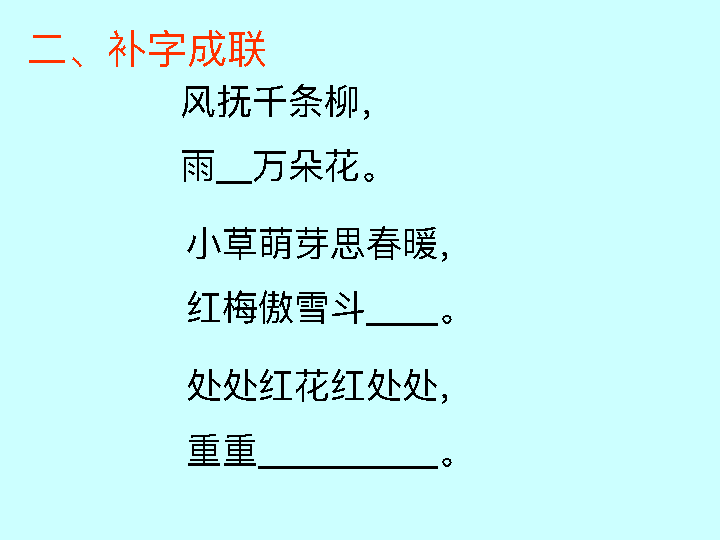 二、补字成联
风抚千条柳，
雨__万朵花。
小草萌芽思春暖，
红梅傲雪斗____。
处处红花红处处，
重重__________。